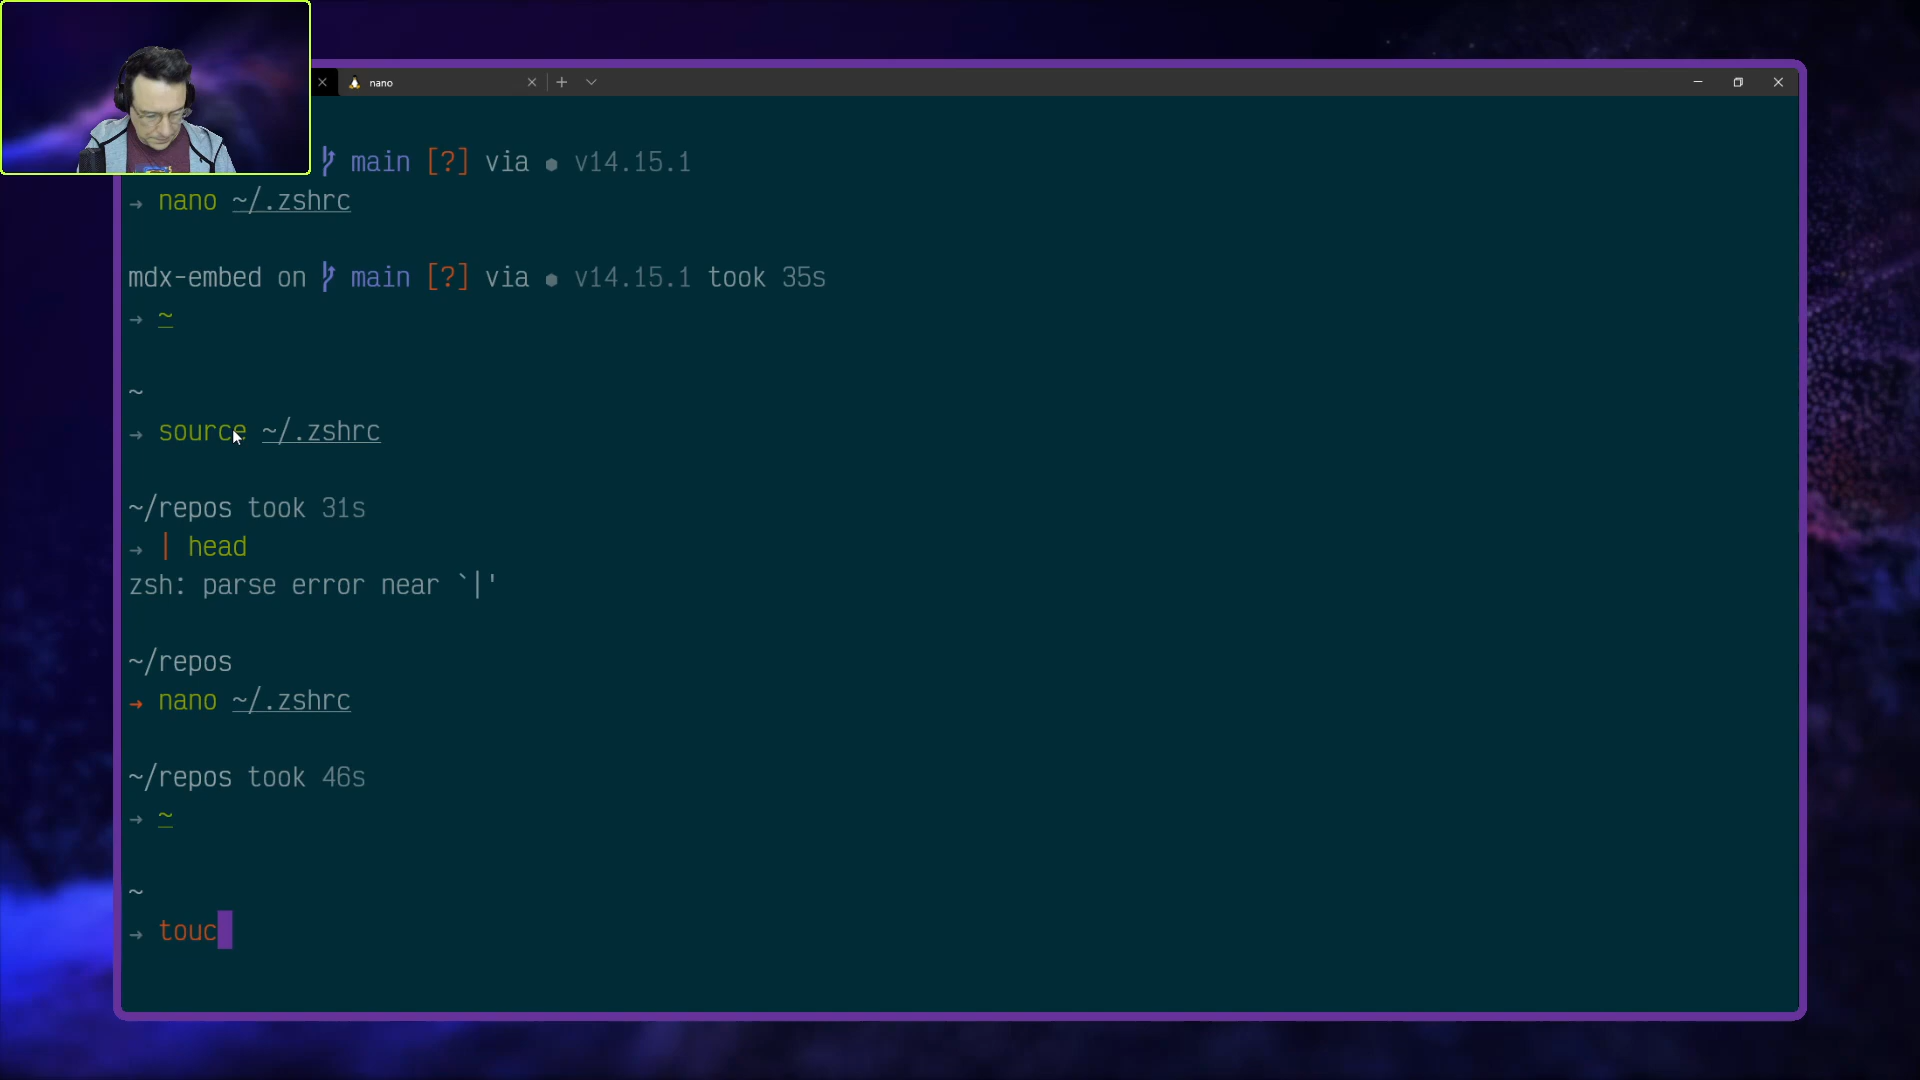 nano
main [?] via v14.15.1
→ nano ~/.zshrc
mdx-embed on main [?] via v14.15.1 took 35s
→ ~
~
→ source ~/.zshrc
~/repos took 31s
→ | head
zsh: parse error near `|'
~/repos
→ nano ~/.zshrc
~/repos took 46s
→ ~
~
→ touc